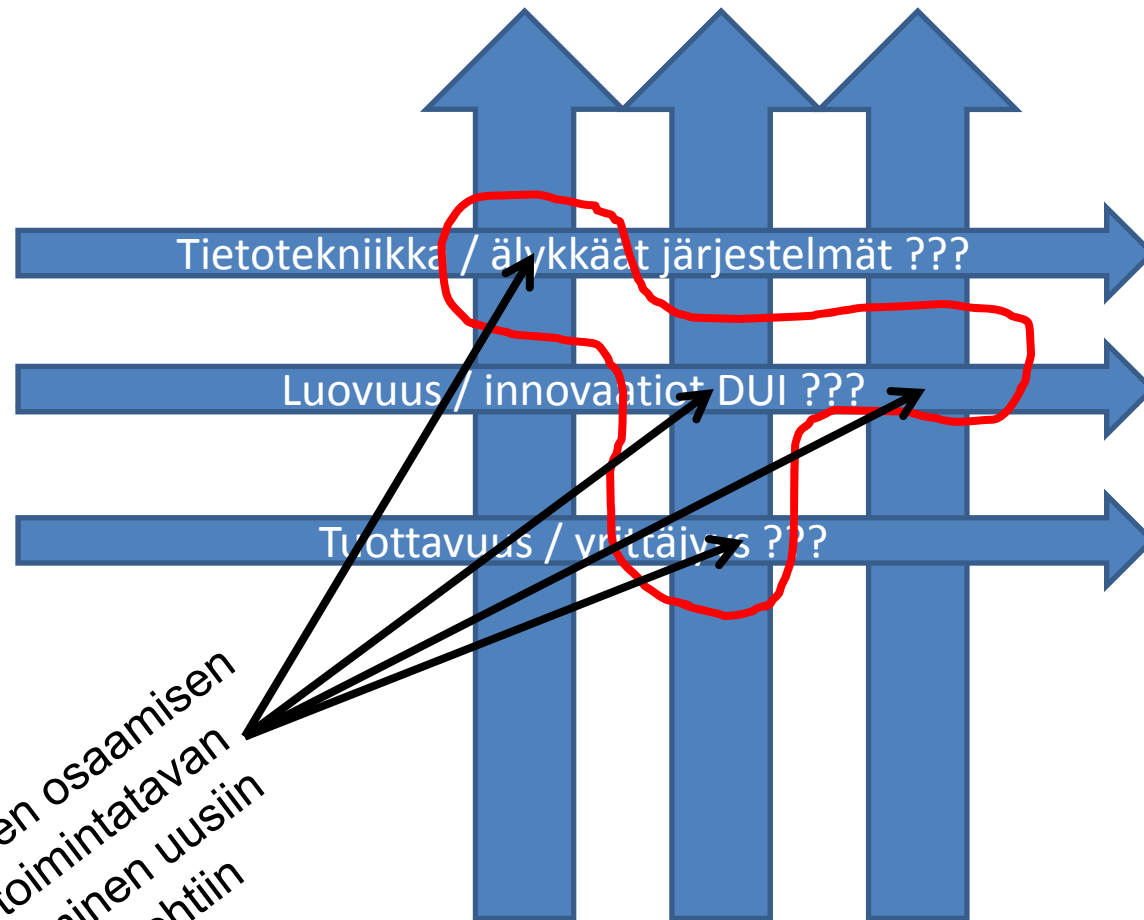 Tietotekniikka / älykkäät järjestelmät ???
Luovuus / innovaatiot DUI ???
Tuottavuus / yrittäjyys ???
osaamisen
toimintatavan
uusiin